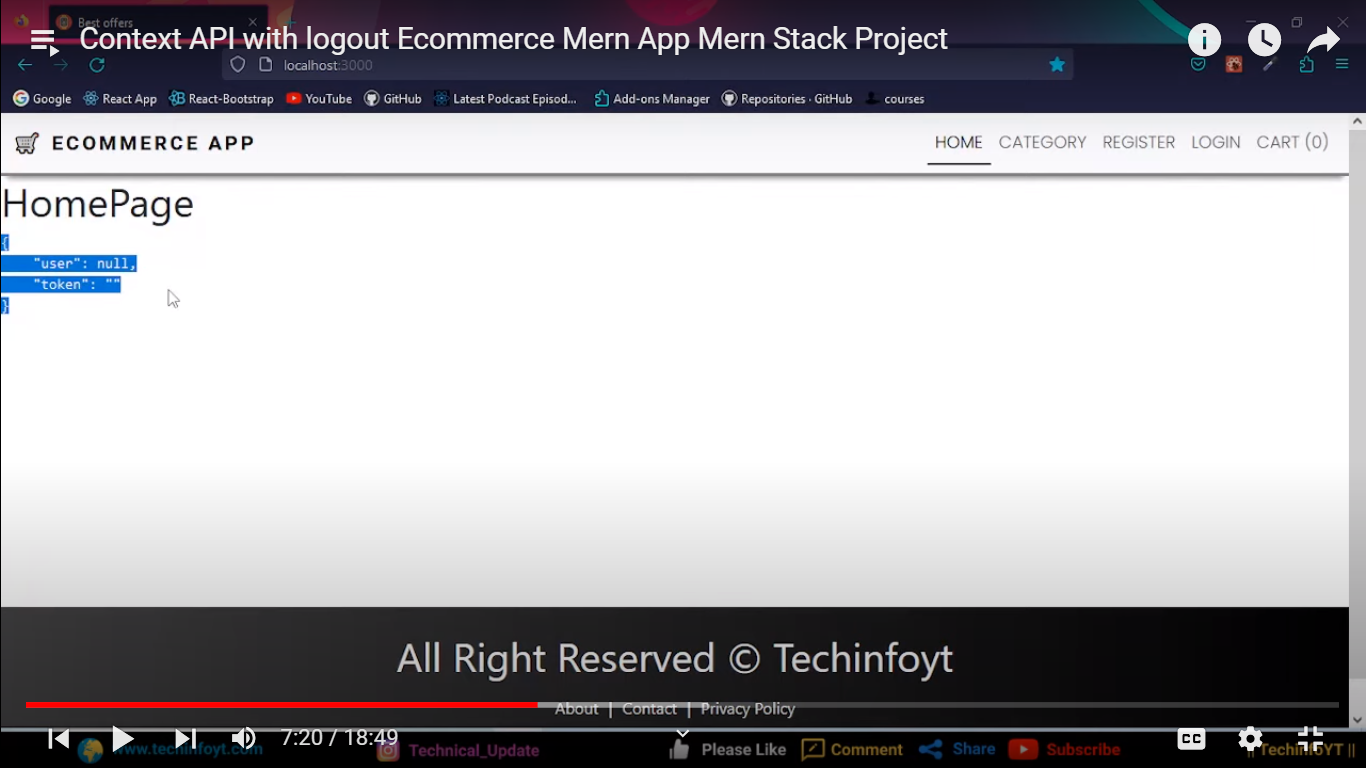 Best offers
Context API with logout Ecommerce Mern App Mern Stack Project
localhost:3000
Google React App React-Bootstrap YouTube GitHub Latest Podcast Episod... Add-ons Manager Repositories · GitHub courses
ECOMMERCE APP HOME CATEGORY REGISTER LOGIN CART (0)
HomePage
{
"user": null,
"token": ""
}
All Right Reserved © Techinfoyt
About | Contact | Privacy Policy
7:20 / 18:49 CC
www.techinfoyt.com Technical_Update Please Like Comment Share Subscribe || TechinfoYT ||